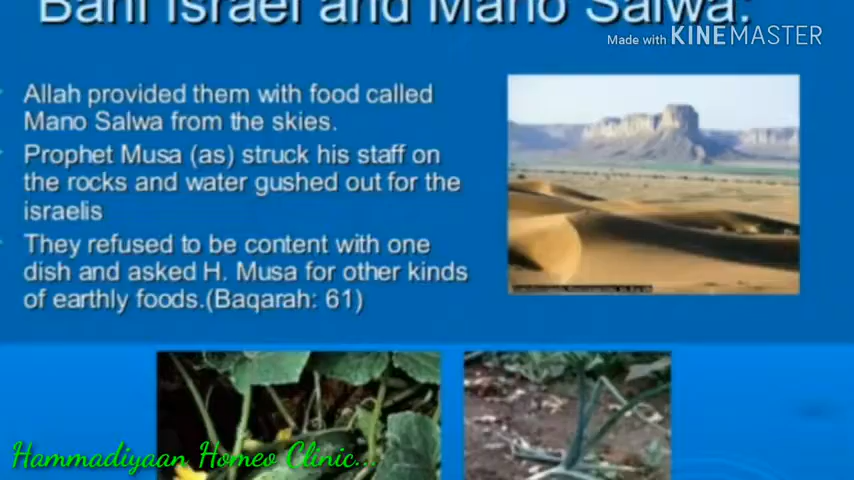 Bani Israel and Mano Salwa:
Made with KINEMASTER
Allah provided them with food called
Mano Salwa from the skies.
Prophet Musa (as) struck his staff on
the rocks and water gushed out for the
israelis
They refused to be content with one
dish and asked H. Musa for other kinds
of earthly foods.(Baqarah: 61)
Hammadiyaan Homeo Clinic...